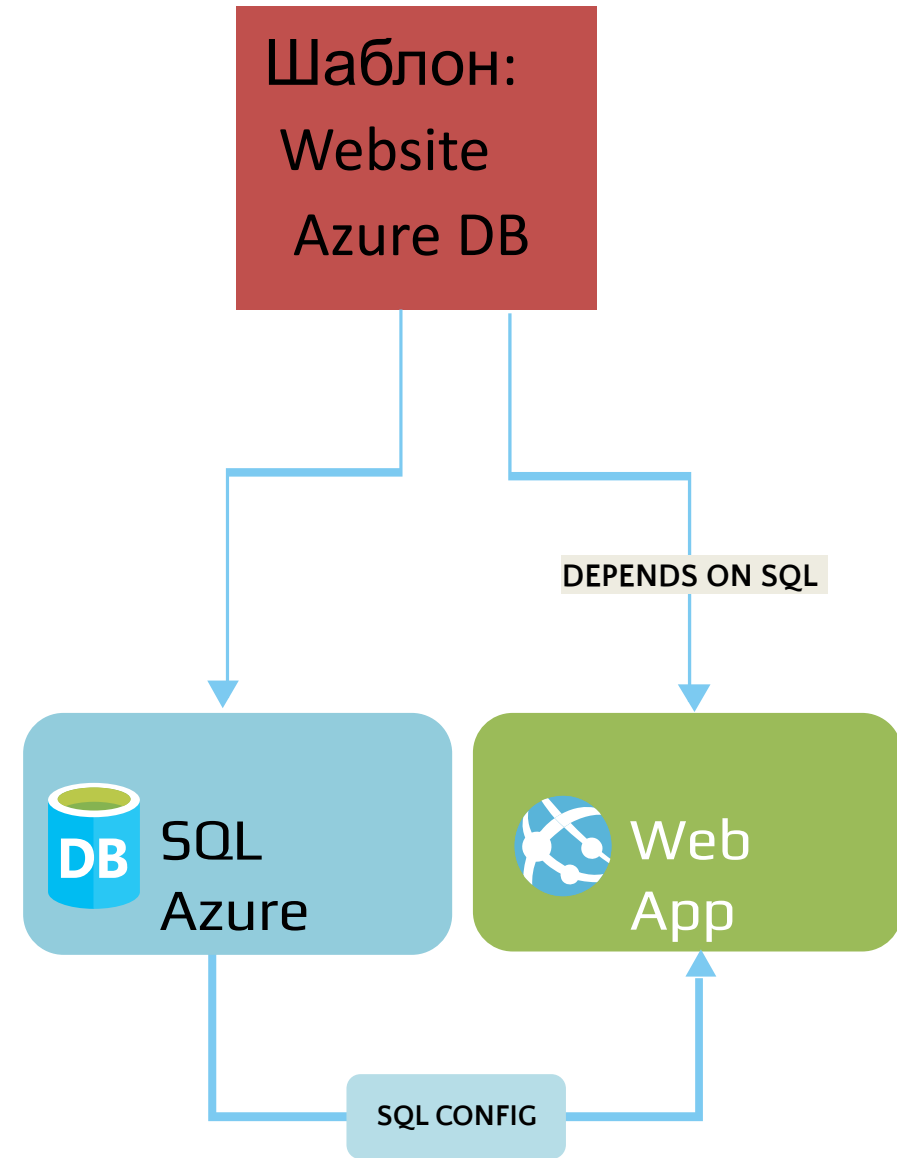 Шаблон:
Website
Azure DB
DEPENDS ON SQL
DB
SQL
Azure
Web
App
SQL CONFIG